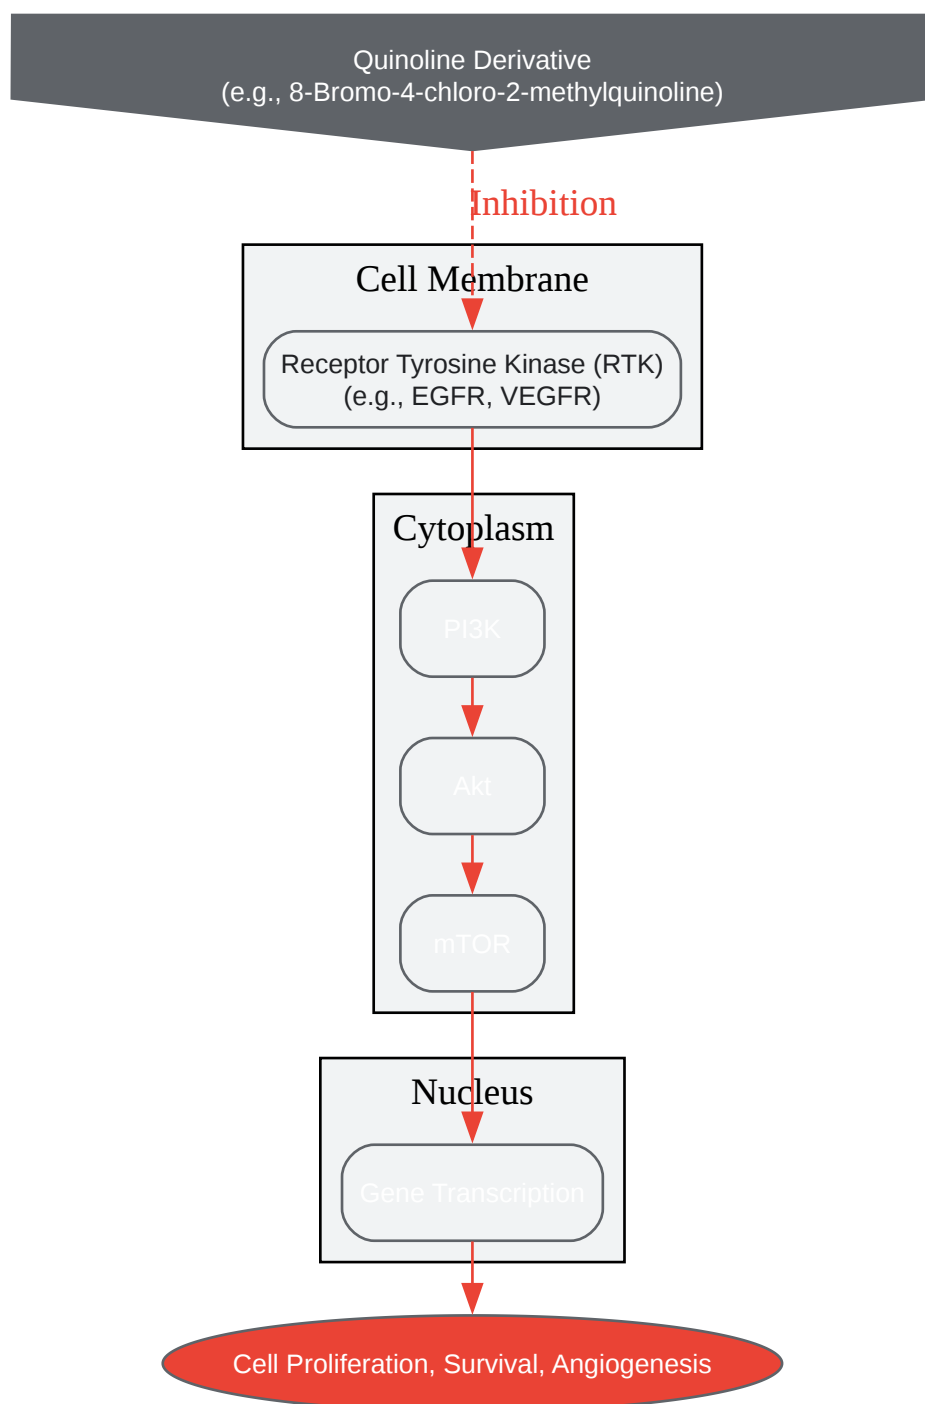 Quinoline Derivative
(e.g., 8-Bromo-4-chloro-2-methylquinoline)
Inhibition
Cell Membrane
Receptor Tyrosine Kinase (RTK)
(e.g., EGFR, VEGFR)
Cytoplasm
PI3K
Akt
mTOR
Nucleus
Gene Transcription
Cell Proliferation, Survival, Angiogenesis